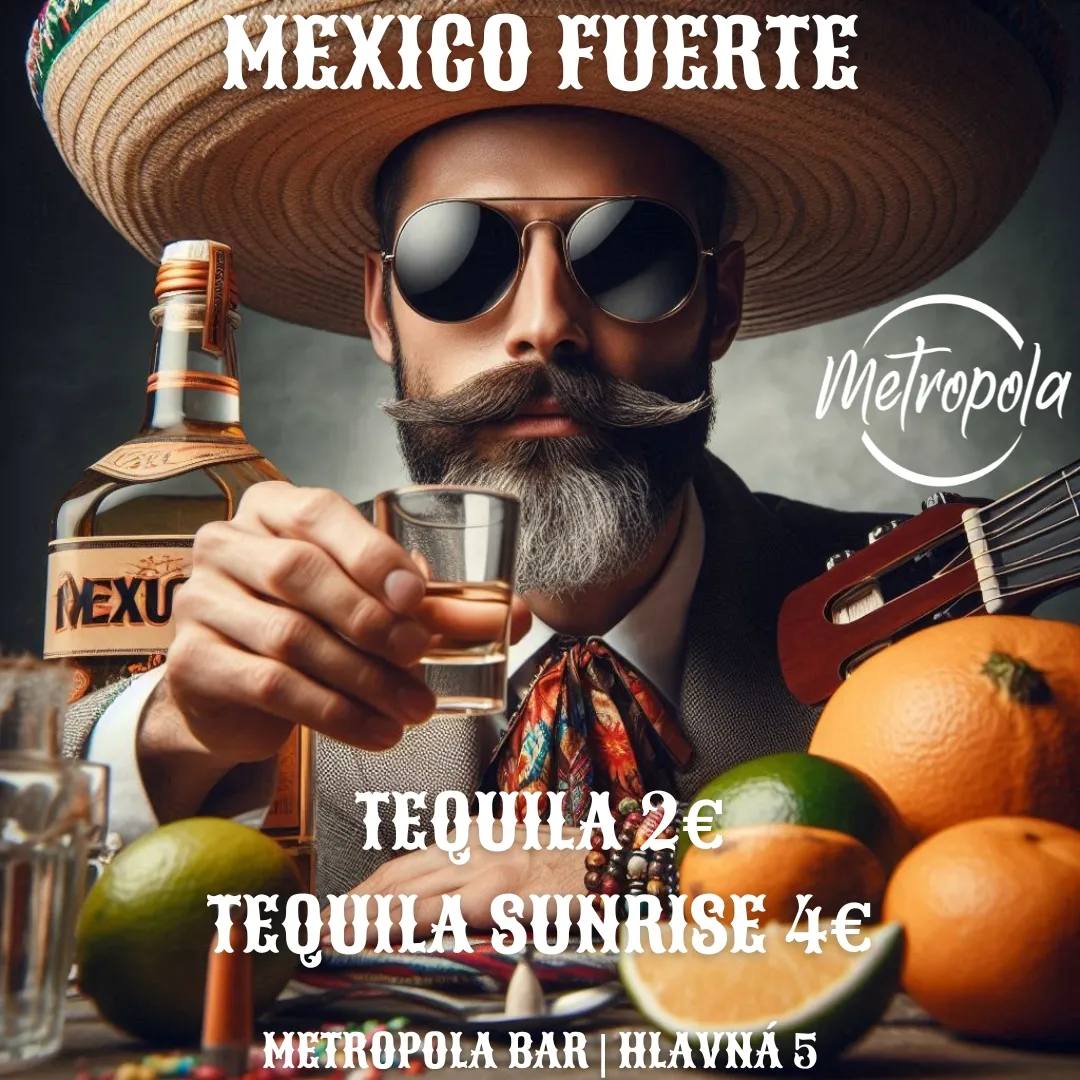 MEXICO FUERTE
Metropola
TEQUILA 2€
TEQUILA SUNRISE 4€
METROPOLA BAR | HLAVNÁ 5